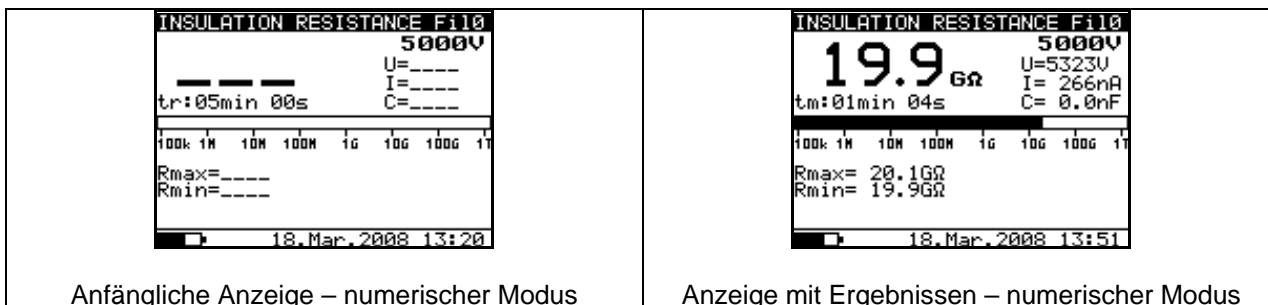 INSULATION RESISTANCE Fil0
5000V
U=____
___
I=____
tr:05min 00s C=____
100k 1M 10M 100M 1G 10G 100G 1T
Rmax=____
Rmin=____
18.Mar.2008 13:20
Anfängliche Anzeige – numerischer Modus
INSULATION RESISTANCE Fil0
5000V
19.9 GΩ
U=5323V
I= 266nA
tm:01min 04s C= 0.0nF
100k 1M 10M 100M 1G 10G 100G 1T
Rmax= 20.1GΩ
Rmin= 19.9GΩ
18.Mar.2008 13:51
Anzeige mit Ergebnissen – numerischer Modus